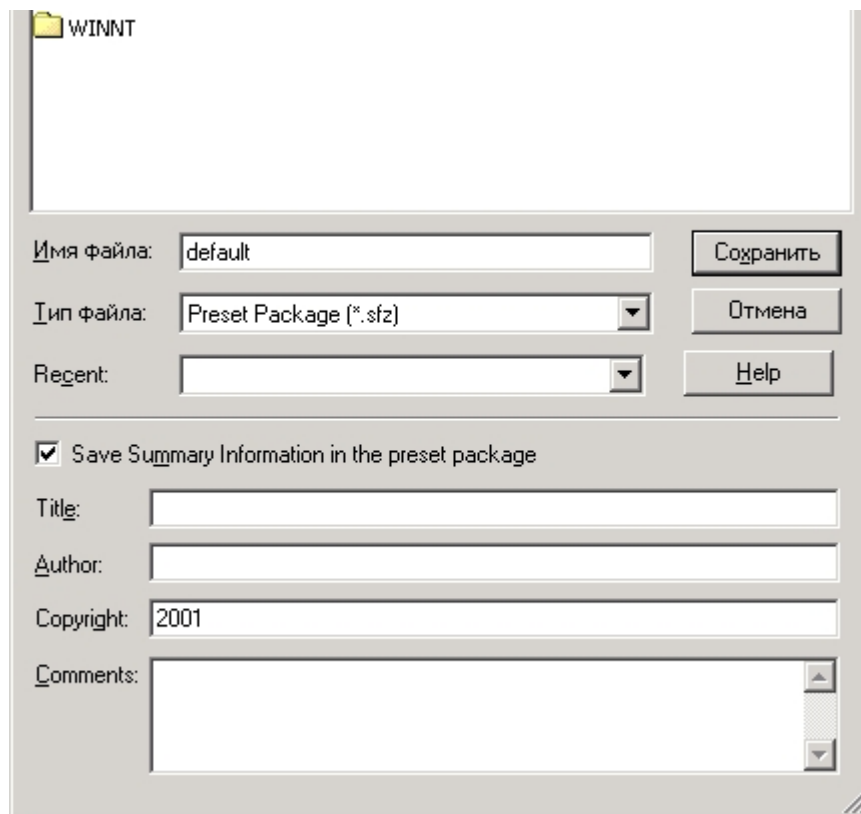 WINNT
Имя файла: default Сохранить
Тип файла: Preset Package (*.sfz) Отмена
Recent: Help
Save Summary Information in the preset package
Title:
Author:
Copyright: 2001
Comments: